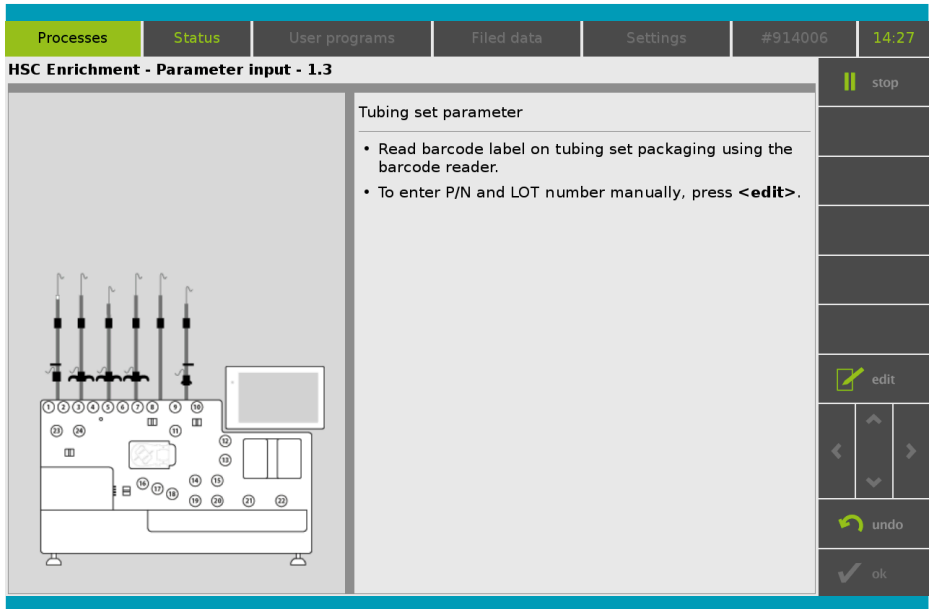 Processes
Status
User programs
Filed data
Settings
#914006
14:27
HSC Enrichment - Parameter input - 1.3
stop
Tubing set parameter
• Read barcode label on tubing set packaging using the
barcode reader.
• To enter P/N and LOT number manually, press <edit>.
edit
undo
ok
1 2 3 4 5 6 7 8 9 10
23 24 11
12
13
14 15
16 17 18
19 20 21 22